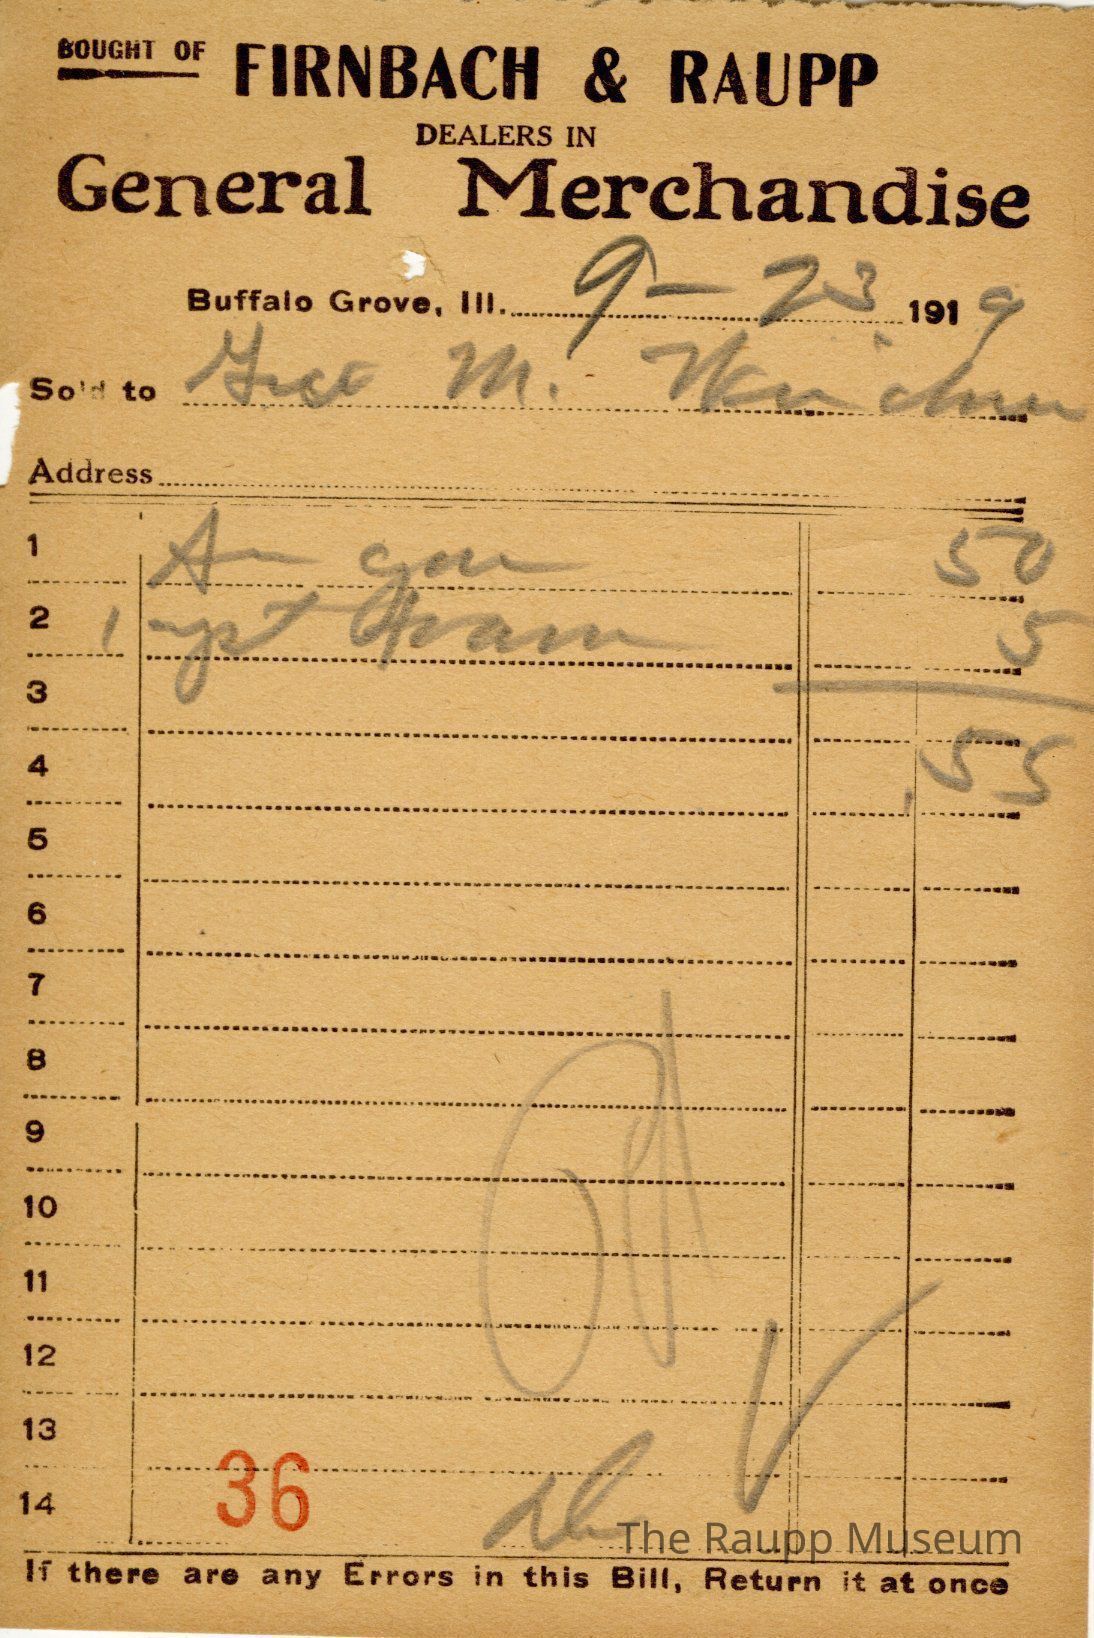 BOUGHT OF FIRNBACH & RAUPP
DEALERS IN
General Merchandise
Buffalo Grove, Ill. 9-23 1919
Sold to M.
Address
1 50
2 1 5
3
4 .55
5
6
7
8
9
10
11
12
13
14 36
The Raupp Museum
If there are any Errors in this Bill, Return it at once